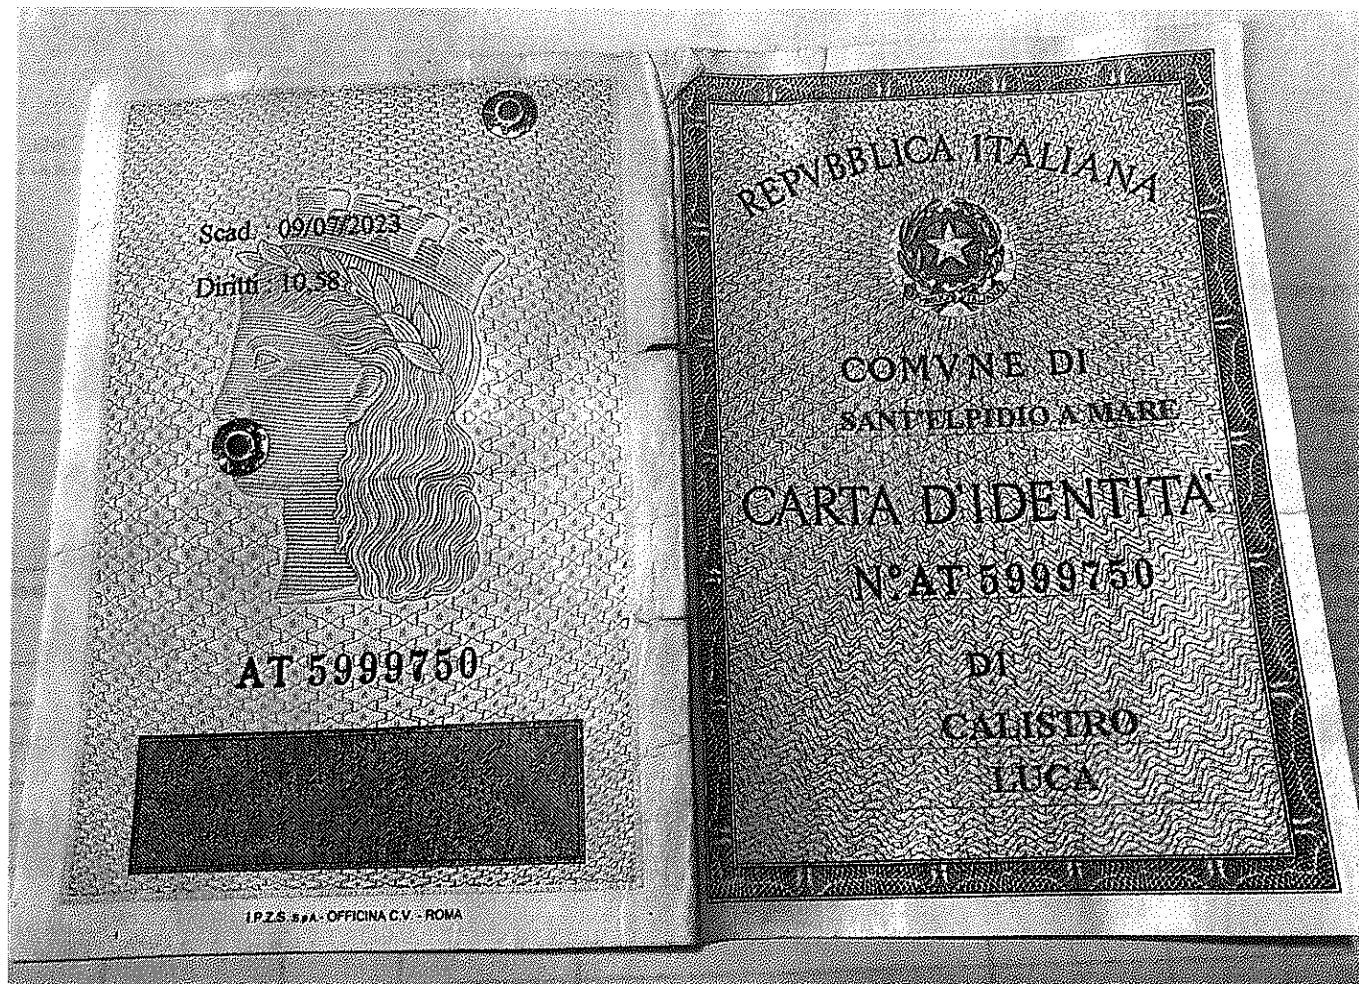 Scad. : 09/07/2023
Diritti : 10,58
AT 5999750
I.P.Z.S. S.p.A. - OFFICINA C.V. - ROMA
REPVBBLICA ITALIANA
COMVNE DI
SANT'ELPIDIO A MARE
CARTA D'IDENTITA'
N° AT 5999750
DI
CALISTRO
LUCA